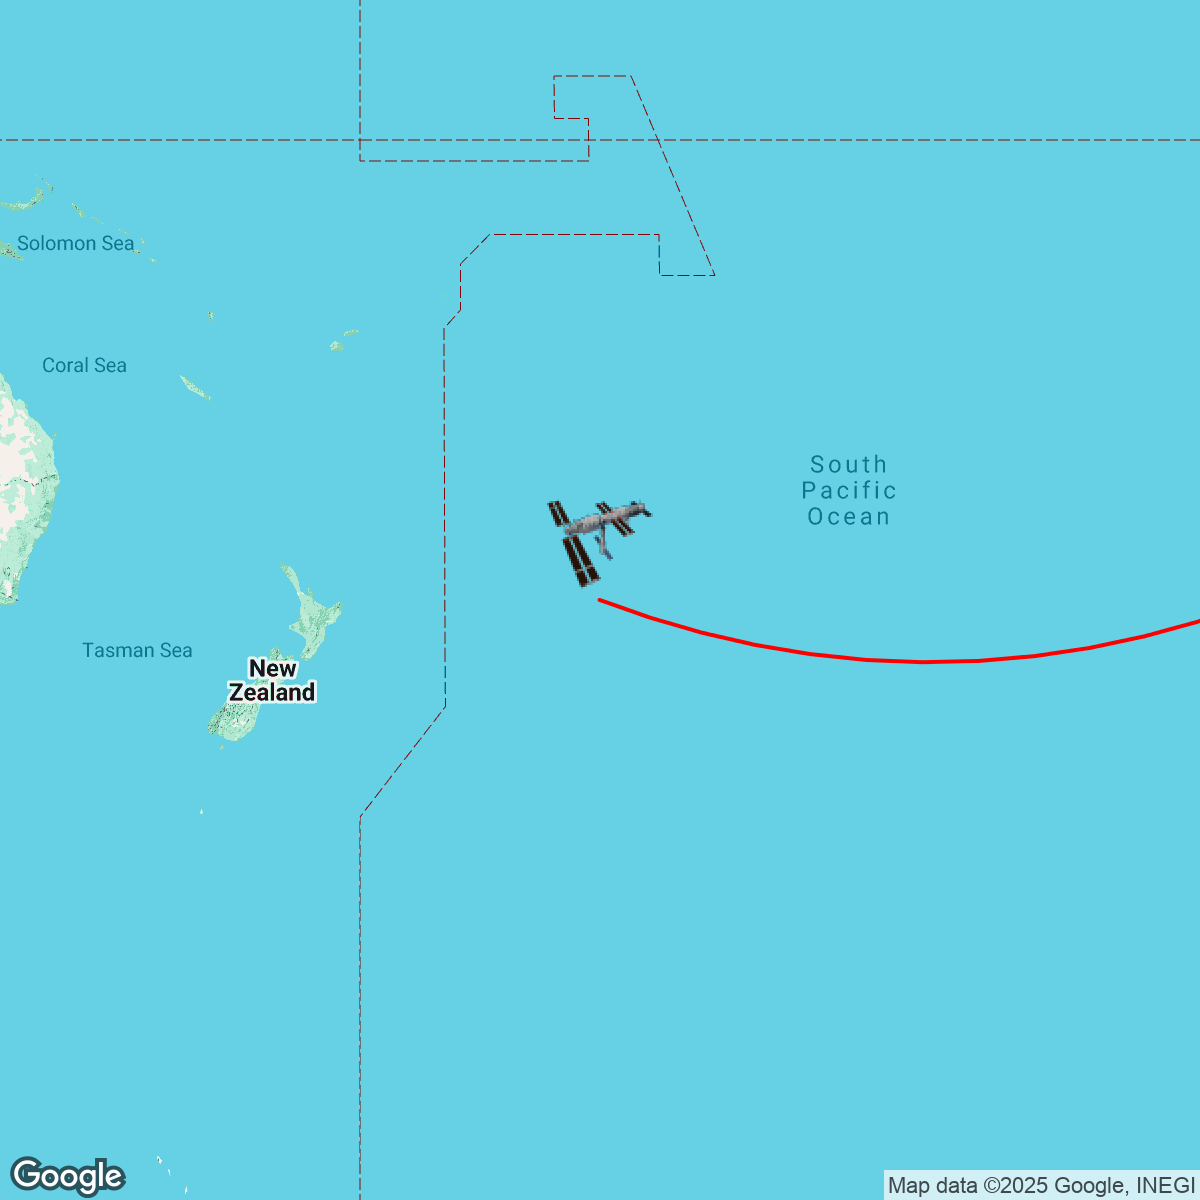 Solomon Sea
Coral Sea
South
Pacific
Ocean
Tasman Sea
New
Zealand
Google
Map data ©2025 Google, INEGI